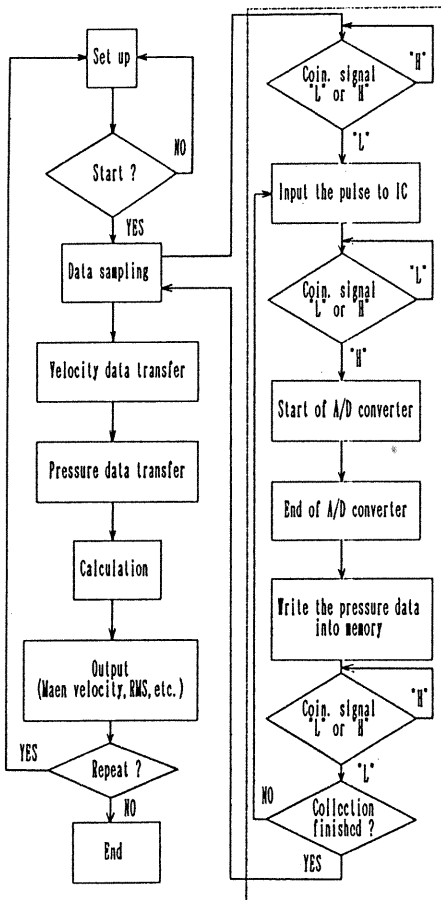 Set up
NO
Start ?
YES
Data sampling
Velocity data transfer
Pressure data transfer
Calculation
Output
(Maen velocity, RMS, etc.)
YES
Repeat ?
NO
End
"H"
Coin. signal
"L" or "H"
"L"
Input the pulse to IC
"L"
Coin. signal
"L" or "H"
"H"
Start of A/D converter
End of A/D converter
Write the pressure data
into memory
"H"
Coin. signal
"L" or "H"
"L"
NO
Collection
finished ?
YES